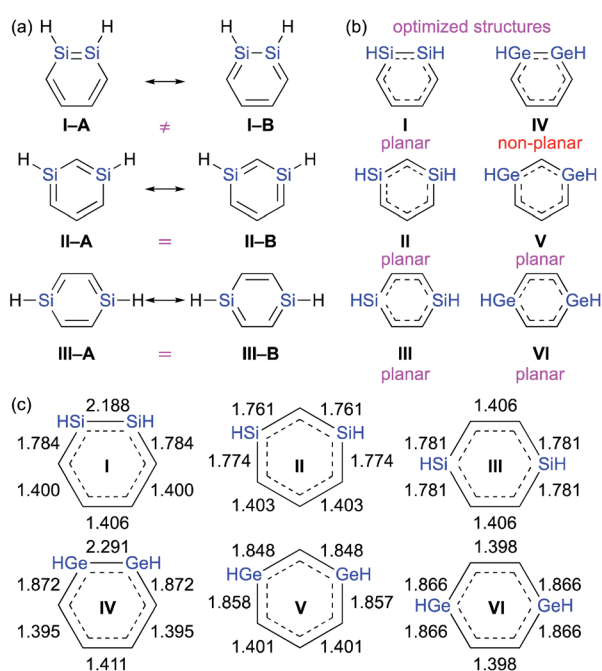 (a)
H H
Si=Si
I–A
H H
Si–Si
I–B
≠
H H
Si Si
II–A
H H
Si Si
II–B
=
H Si Si H
III–A
H Si Si H
III–B
=
(b) optimized structures
HSi SiH
I
planar
HGe GeH
IV
non-planar
HSi SiH
II
planar
HGe GeH
V
planar
HSi SiH
III
planar
HGe GeH
VI
planar
(c)
2.188
HSi SiH
1.784 1.784
I
1.400 1.400
1.406
1.761 1.761
HSi SiH
1.774 II 1.774
1.403 1.403
1.406
1.781 1.781
HSi III SiH
1.781 1.781
1.406
2.291
HGe GeH
1.872 1.872
IV
1.395 1.395
1.411
1.848 1.848
HGe GeH
1.858 V 1.857
1.401 1.401
1.398
1.866 1.866
HGe VI GeH
1.866 1.866
1.398